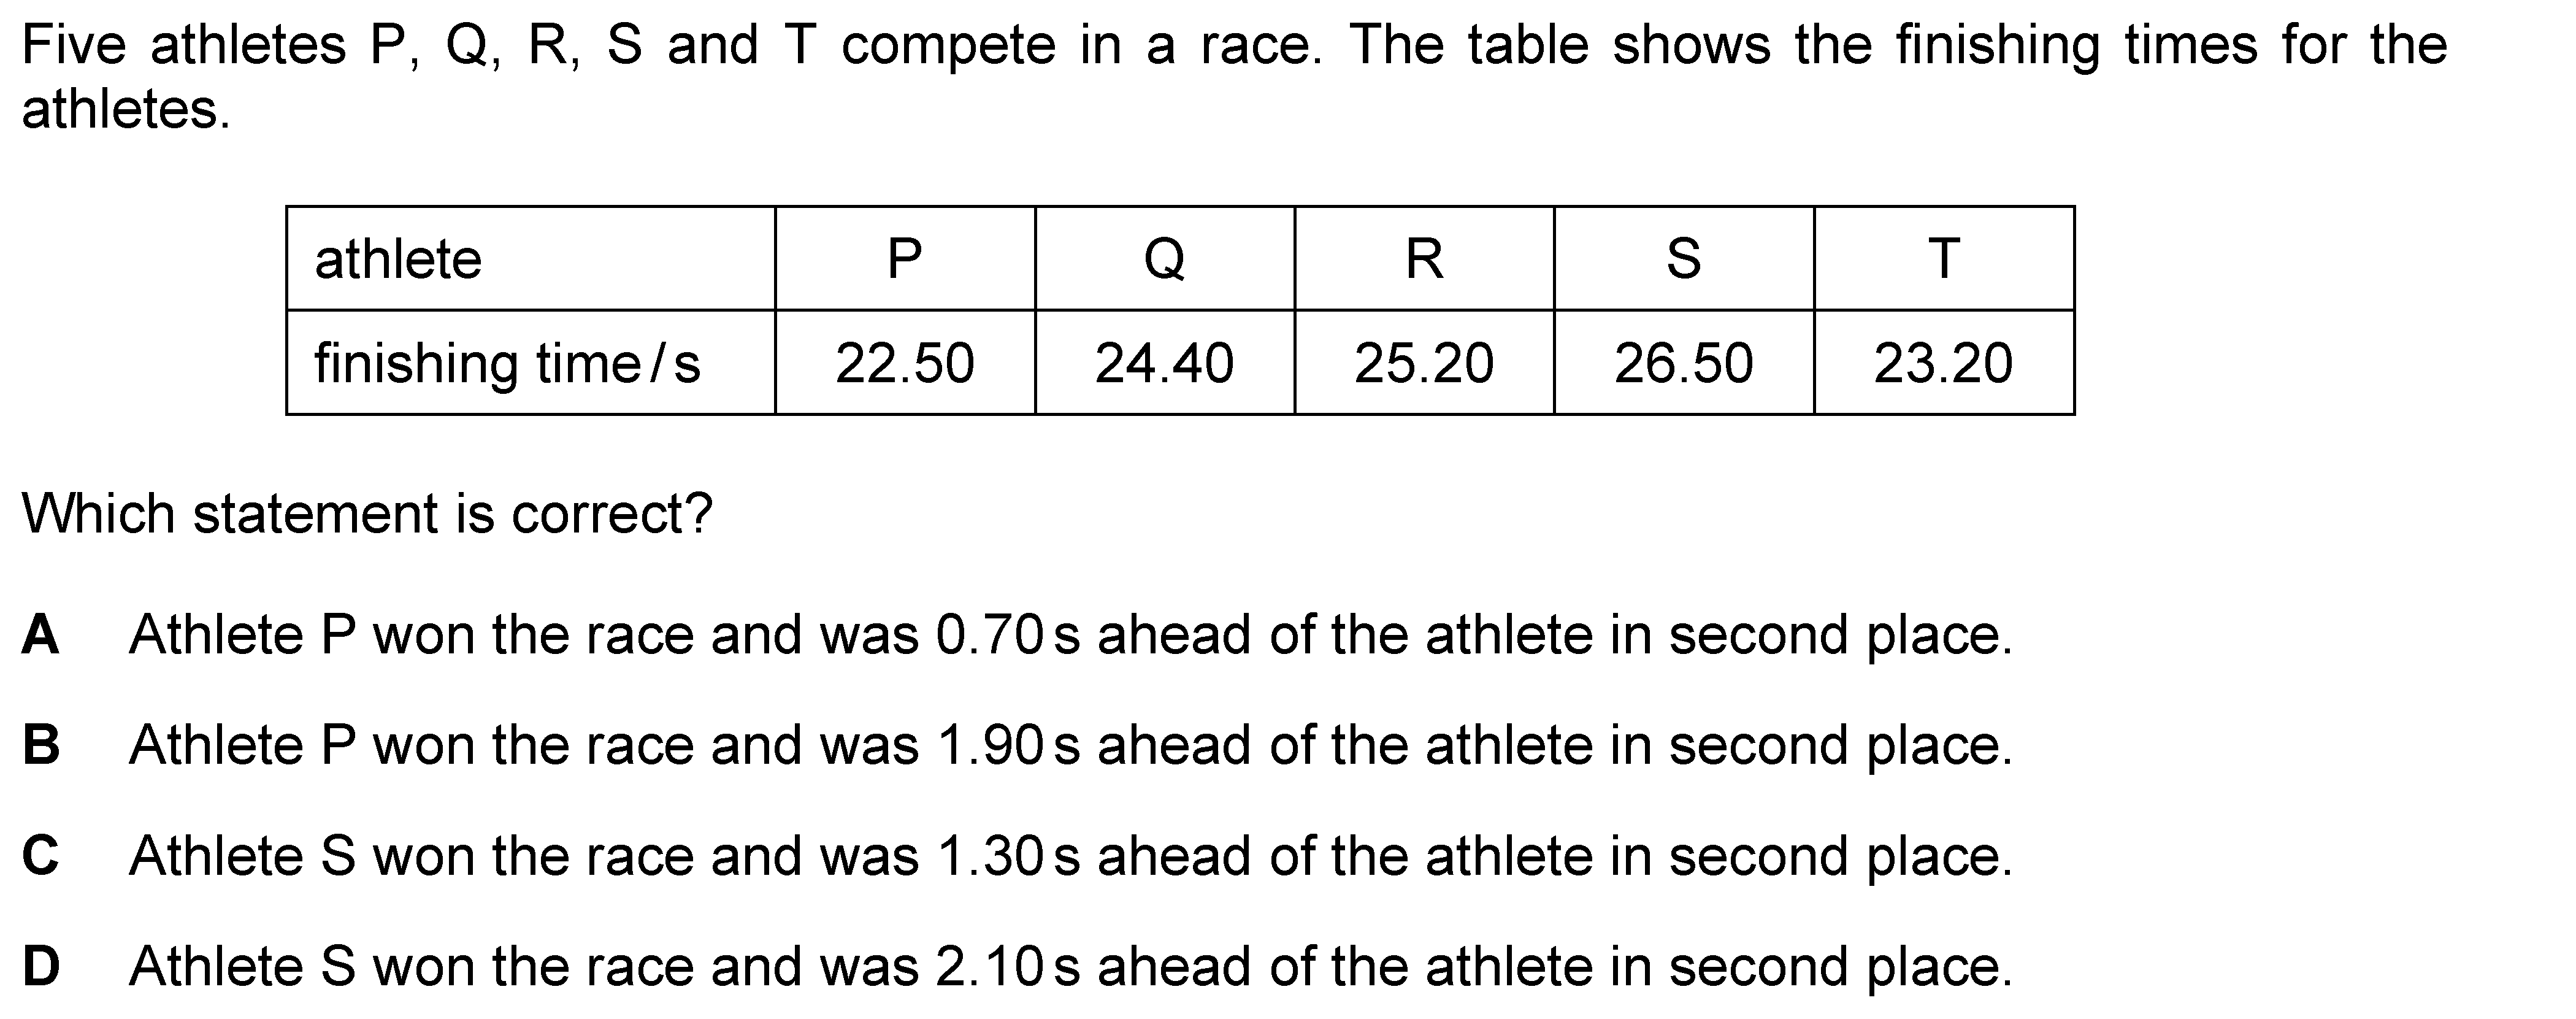 Five athletes P, Q, R, S and T compete in a race. The table shows the finishing times for the
athletes.
athlete P Q R S T
finishing time/s 22.50 24.40 25.20 26.50 23.20
Which statement is correct?
A Athlete P won the race and was 0.70s ahead of the athlete in second place.
B Athlete P won the race and was 1.90s ahead of the athlete in second place.
C Athlete S won the race and was 1.30s ahead of the athlete in second place.
D Athlete S won the race and was 2.10s ahead of the athlete in second place.